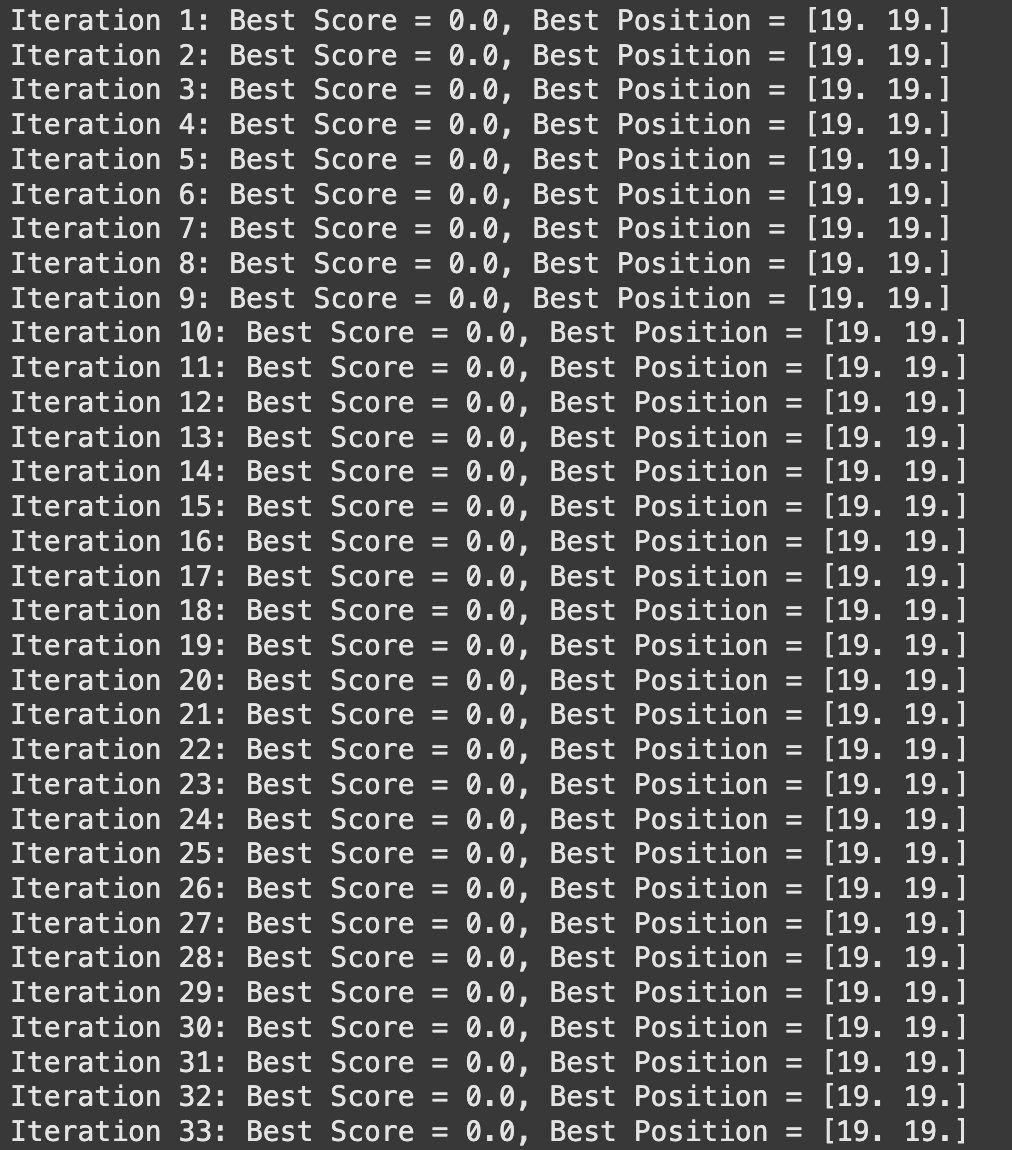 Iteration 1: Best Score = 0.0, Best Position = [19. 19.]
Iteration 2: Best Score = 0.0, Best Position = [19. 19.]
Iteration 3: Best Score = 0.0, Best Position = [19. 19.]
Iteration 4: Best Score = 0.0, Best Position = [19. 19.]
Iteration 5: Best Score = 0.0, Best Position = [19. 19.]
Iteration 6: Best Score = 0.0, Best Position = [19. 19.]
Iteration 7: Best Score = 0.0, Best Position = [19. 19.]
Iteration 8: Best Score = 0.0, Best Position = [19. 19.]
Iteration 9: Best Score = 0.0, Best Position = [19. 19.]
Iteration 10: Best Score = 0.0, Best Position = [19. 19.]
Iteration 11: Best Score = 0.0, Best Position = [19. 19.]
Iteration 12: Best Score = 0.0, Best Position = [19. 19.]
Iteration 13: Best Score = 0.0, Best Position = [19. 19.]
Iteration 14: Best Score = 0.0, Best Position = [19. 19.]
Iteration 15: Best Score = 0.0, Best Position = [19. 19.]
Iteration 16: Best Score = 0.0, Best Position = [19. 19.]
Iteration 17: Best Score = 0.0, Best Position = [19. 19.]
Iteration 18: Best Score = 0.0, Best Position = [19. 19.]
Iteration 19: Best Score = 0.0, Best Position = [19. 19.]
Iteration 20: Best Score = 0.0, Best Position = [19. 19.]
Iteration 21: Best Score = 0.0, Best Position = [19. 19.]
Iteration 22: Best Score = 0.0, Best Position = [19. 19.]
Iteration 23: Best Score = 0.0, Best Position = [19. 19.]
Iteration 24: Best Score = 0.0, Best Position = [19. 19.]
Iteration 25: Best Score = 0.0, Best Position = [19. 19.]
Iteration 26: Best Score = 0.0, Best Position = [19. 19.]
Iteration 27: Best Score = 0.0, Best Position = [19. 19.]
Iteration 28: Best Score = 0.0, Best Position = [19. 19.]
Iteration 29: Best Score = 0.0, Best Position = [19. 19.]
Iteration 30: Best Score = 0.0, Best Position = [19. 19.]
Iteration 31: Best Score = 0.0, Best Position = [19. 19.]
Iteration 32: Best Score = 0.0, Best Position = [19. 19.]
Iteration 33: Best Score = 0.0, Best Position = [19. 19.]